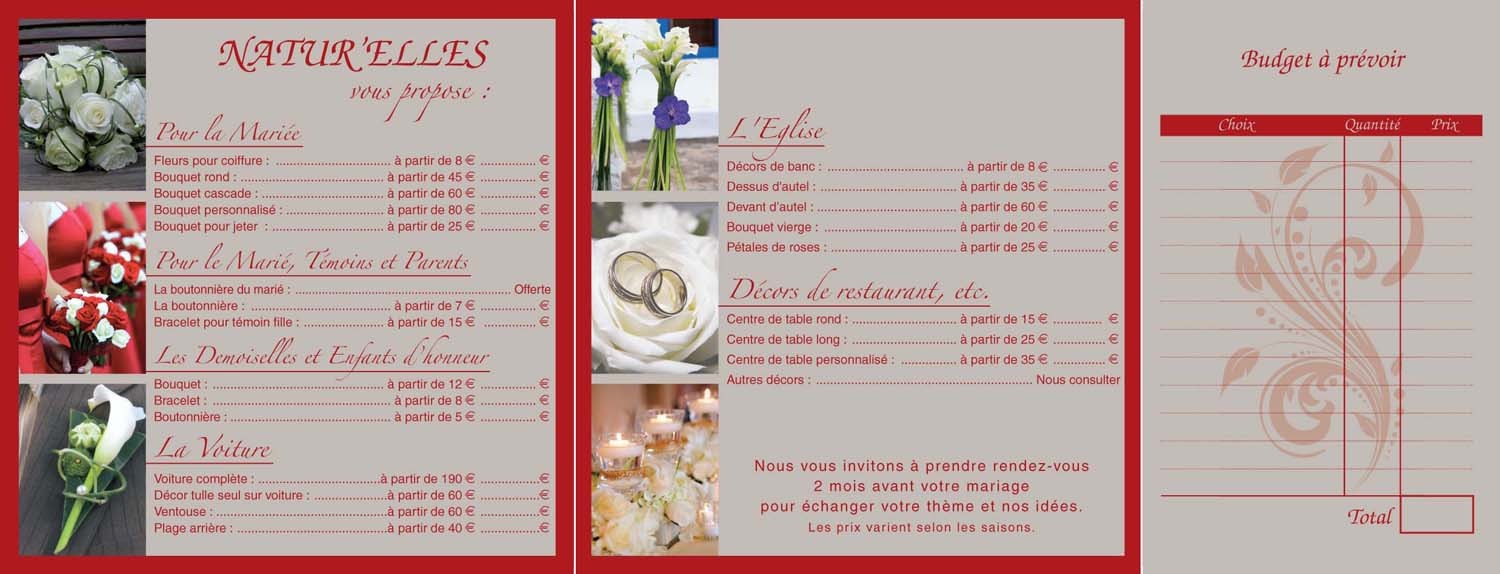 NATUR'ELLES
vous propose :
Pour la Mariée
Fleurs pour coiffure : .................................. à partir de 8 € ................ €
Bouquet rond : .......................................... à partir de 45 € ................ €
Bouquet cascade : ..................................... à partir de 60 € ................ €
Bouquet personnalisé : ............................. à partir de 80 € ................ €
Bouquet pour jeter : .................................. à partir de 25 € ................ €
Pour le Marié, Témoins et Parents
La boutonnière du marié : ................................................................ Offerte
La boutonnière : .......................................... à partir de 7 € ................ €
Bracelet pour témoin fille : ........................ à partir de 15 € ................ €
Les Demoiselles et Enfants d'honneur
Bouquet : .................................................... à partir de 12 € ................ €
Bracelet : ..................................................... à partir de 8 € ................ €
Boutonnière : ................................................ à partir de 5 € ................ €
La Voiture
Voiture complète : .....................................à partir de 190 € .................€
Décor tulle seul sur voiture : .....................à partir de 60 € .................€
Ventouse : ...................................................à partir de 60 € .................€
Plage arrière : .............................................à partir de 40 € .................€
L'Eglise
Décors de banc : ........................................ à partir de 8 € ............... €
Dessus d'autel : ......................................... à partir de 35 € ............... €
Devant d'autel : .......................................... à partir de 60 € ............... €
Bouquet vierge : ........................................ à partir de 20 € ............... €
Pétales de roses : ...................................... à partir de 25 € ............... €
Décors de restaurant, etc.
Centre de table rond : ............................... à partir de 15 € .............. €
Centre de table long : ............................... à partir de 25 € ............... €
Centre de table personnalisé : ................ à partir de 35 € ............... €
Autres décors : ................................................................ Nous consulter
Nous vous invitons à prendre rendez-vous
2 mois avant votre mariage
pour échanger votre thème et nos idées.
Les prix varient selon les saisons.
Budget à prévoir
Choix Quantité Prix
Total